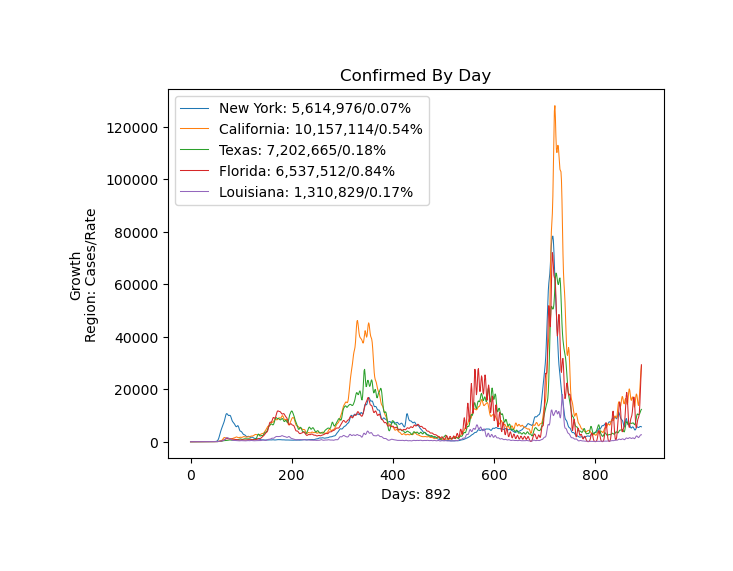 Confirmed By Day
New York: 5,614,976/0.07%
California: 10,157,114/0.54%
Texas: 7,202,665/0.18%
Florida: 6,537,512/0.84%
Louisiana: 1,310,829/0.17%
120000
100000
80000
60000
40000
20000
0
Growth
Region: Cases/Rate
0 200 400 600 800
Days: 892